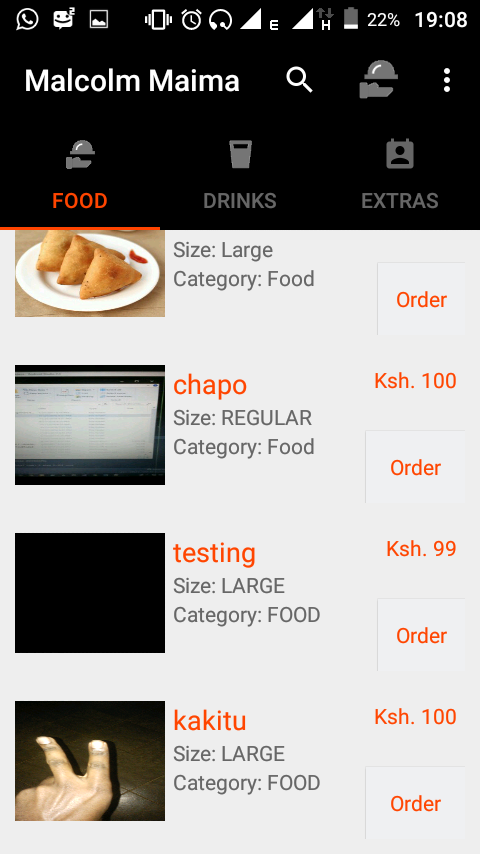 22% 19:08
E H
Malcolm Maima
FOOD DRINKS EXTRAS
Size: Large
Category: Food
Order
chapo Ksh. 100
Size: REGULAR
Category: Food
Order
testing Ksh. 99
Size: LARGE
Category: FOOD
Order
kakitu Ksh. 100
Size: LARGE
Category: FOOD
Order